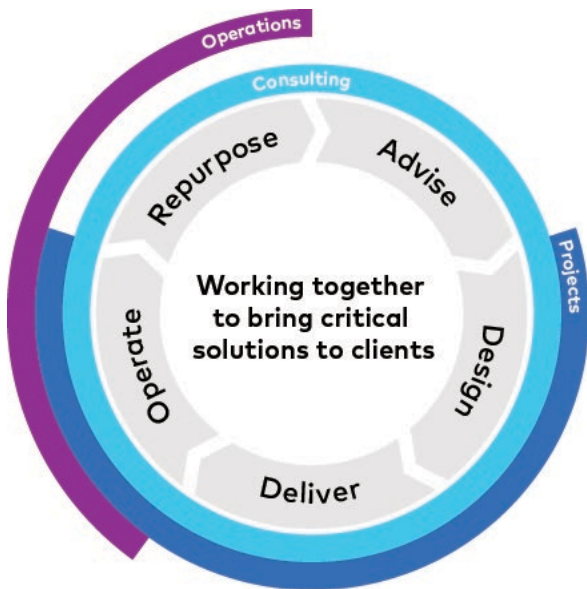 Operations
Consulting
Projects
Advise
Design
Deliver
Operate
Repurpose
Working together
to bring critical
solutions to clients